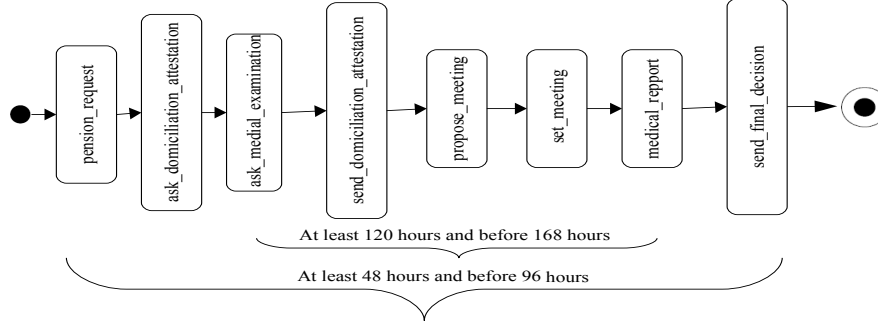 pension_request
ask_domiciliation_attestation
ask_medial_examination
send_domiciliation_attestation
propose_meeting
set_meeting
medical_repport
send_final_decision
At least 120 hours and before 168 hours
At least 48 hours and before 96 hours